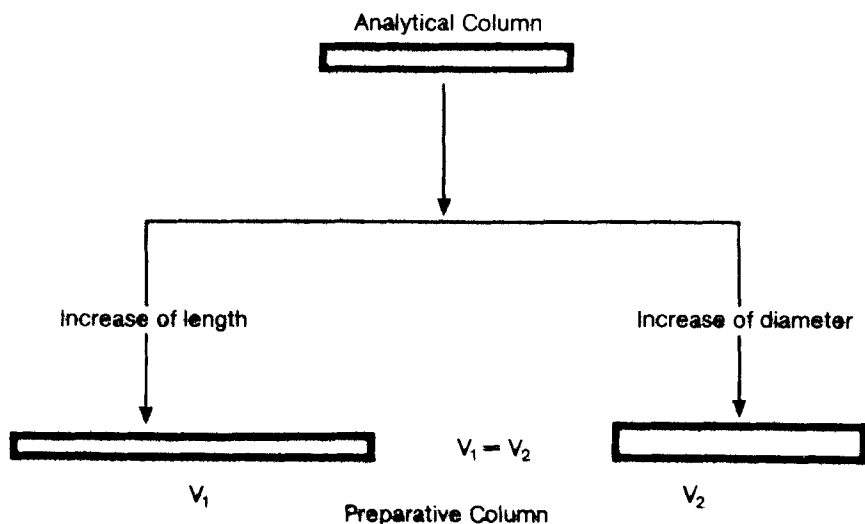 Analytical Column
Increase of length
Increase of diameter
V₁ = V₂
V₁
V₂
Preparative Column